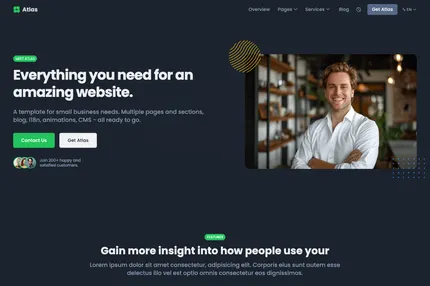 Atlas
Overview Pages Services Blog Get Atlas EN
MEET ATLAS
Everything you need for an
amazing website.
A template for small business needs. Multiple pages and sections,
blog, i18n, animations, CMS - all ready to go.
Contact Us Get Atlas
Join 200+ happy and
satisfied customers.
FEATURES
Gain more insight into how people use your
Lorem ipsum dolor sit amet consectetur, adipisicing elit. Corporis eius sunt esse
delectus illo vel est optio omnis consectetur eos dignissimos.